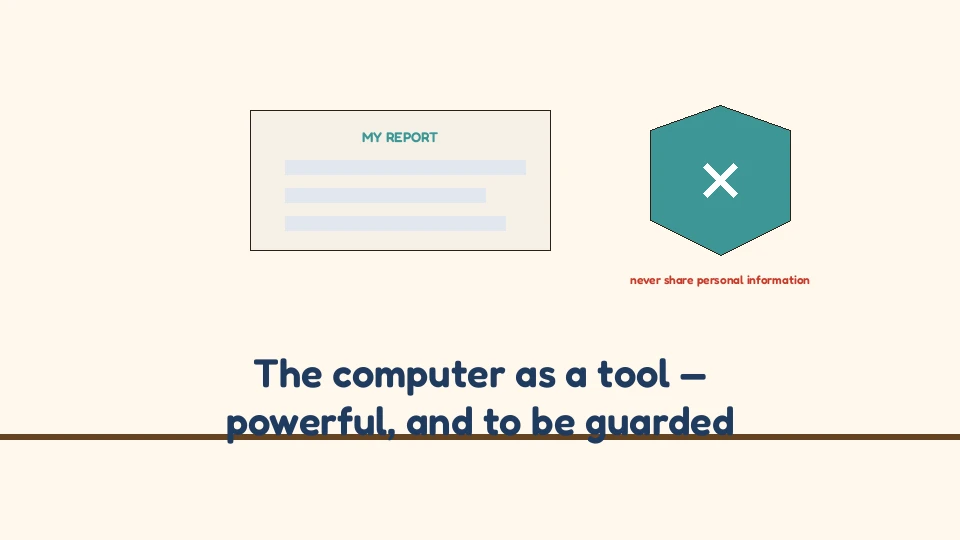 MY REPORT
never share personal information
The computer as a tool —
powerful, and to be guarded